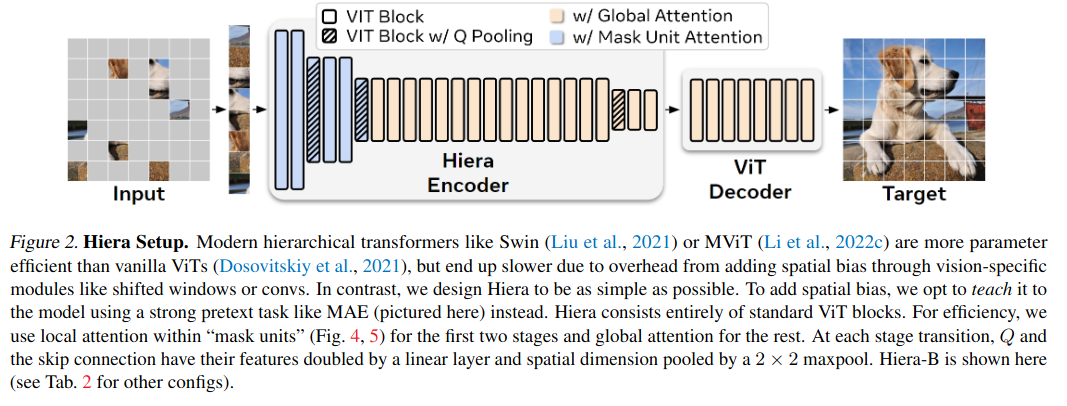 VIT Block
w/ Global Attention
VIT Block w/ Q Pooling
w/ Mask Unit Attention
Input
Hiera
Encoder
ViT
Decoder
Target
Figure 2. Hiera Setup. Modern hierarchical transformers like Swin (Liu et al., 2021) or MViT (Li et al., 2022c) are more parameter
efficient than vanilla ViTs (Dosovitskiy et al., 2021), but end up slower due to overhead from adding spatial bias through vision-specific
modules like shifted windows or convs. In contrast, we design Hiera to be as simple as possible. To add spatial bias, we opt to teach it to
the model using a strong pretext task like MAE (pictured here) instead. Hiera consists entirely of standard ViT blocks. For efficiency, we
use local attention within “mask units” (Fig. 4, 5) for the first two stages and global attention for the rest. At each stage transition, Q and
the skip connection have their features doubled by a linear layer and spatial dimension pooled by a 2 × 2 maxpool. Hiera-B is shown here
(see Tab. 2 for other configs).